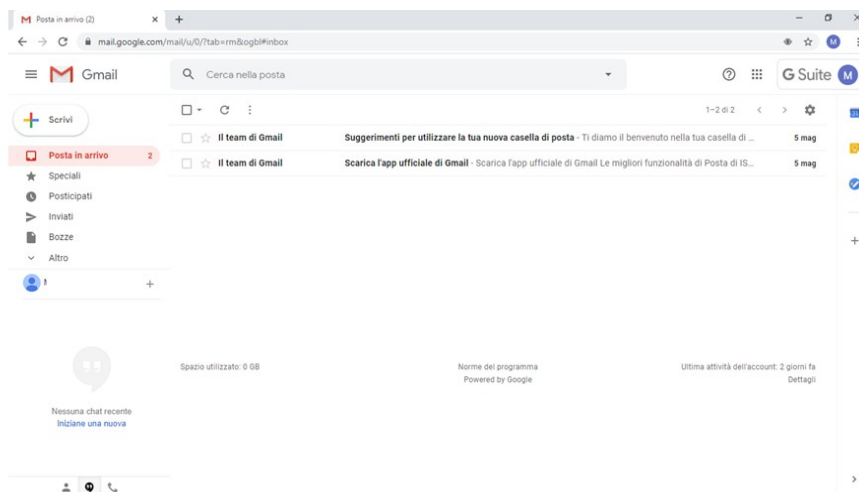 Posta in arrivo (2)
mail.google.com/mail/u/0/?tab=rm&ogbl#inbox
M
Gmail
Cerca nella posta
G Suite
M
Scrivi
1–2 di 2
Posta in arrivo 2
Speciali
Posticipati
Inviati
Bozze
Altro
Il team di Gmail Suggerimenti per utilizzare la tua nuova casella di posta - Ti diamo il benvenuto nella tua casella di ... 5 mag
Il team di Gmail Scarica l'app ufficiale di Gmail - Scarica l'app ufficiale di Gmail Le migliori funzionalità di Posta di IS... 5 mag
Nessuna chat recente
Iniziane una nuova
Spazio utilizzato: 0 GB
Norme del programma
Powered by Google
Ultima attività dell'account: 2 giorni fa
Dettagli